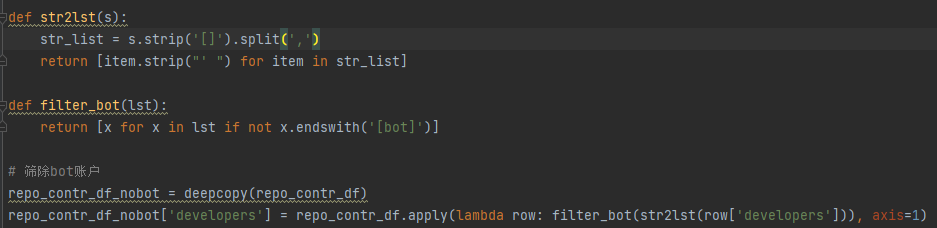 def str2lst(s):
    str_list = s.strip('[]').split(',')
    return [item.strip("' ") for item in str_list]
def filter_bot(lst):
    return [x for x in lst if not x.endswith('[bot]')]
# 筛除bot账户
repo_contr_df_nobot = deepcopy(repo_contr_df)
repo_contr_df_nobot['developers'] = repo_contr_df.apply(lambda row: filter_bot(str2lst(row['developers'])), axis=1)